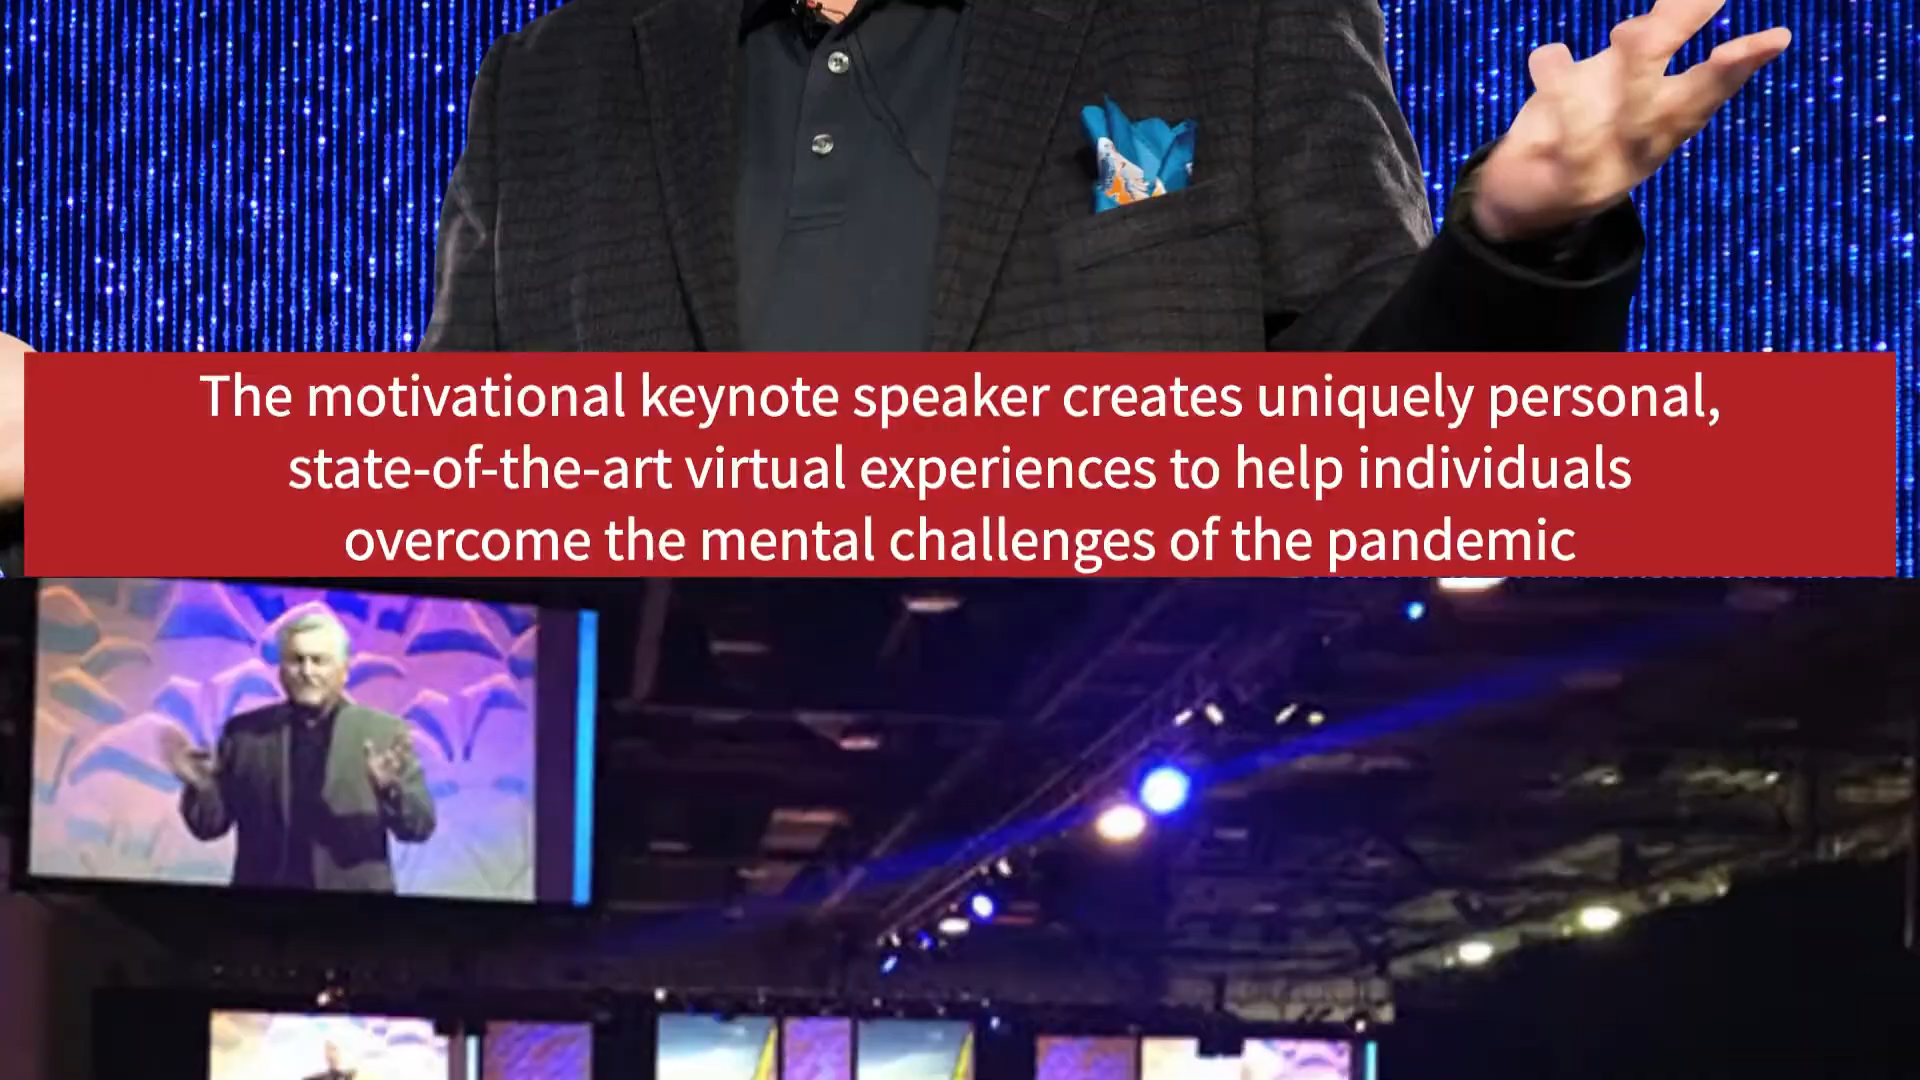 The motivational keynote speaker creates uniquely personal,
state-of-the-art virtual experiences to help individuals
overcome the mental challenges of the pandemic